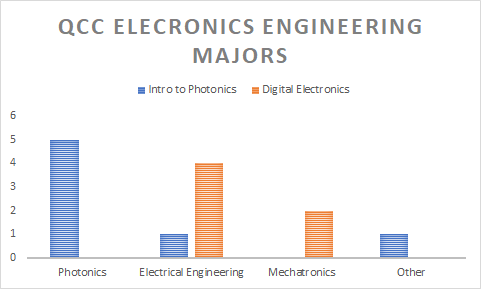 QCC ELECRONICS ENGINEERING
MAJORS
Intro to Photonics Digital Electronics
6
5
4
3
2
1
0
Photonics Electrical Engineering Mechatronics Other